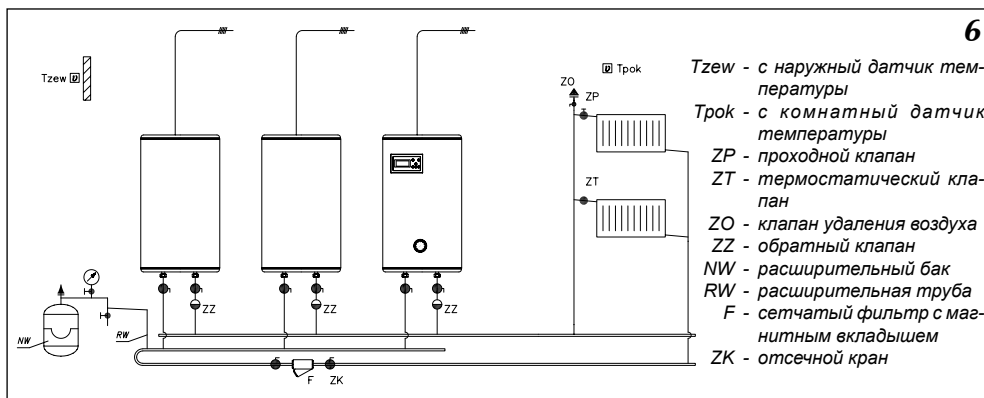 6
Tzew
Tpok
ZO
ZP
ZT
ZZ
ZZ
ZZ
NW
RW
F
ZK
Tzew - с наружный датчик тем-
пературы
Tpok - с комнатный датчик
температуры
ZP - проходной клапан
ZT - термостатический кла-
пан
ZO - клапан удаления воздуха
ZZ - обратный клапан
NW - расширительный бак
RW - расширительная труба
F - сетчатый фильтр с маг-
нитным вкладышем
ZK - отсечной кран